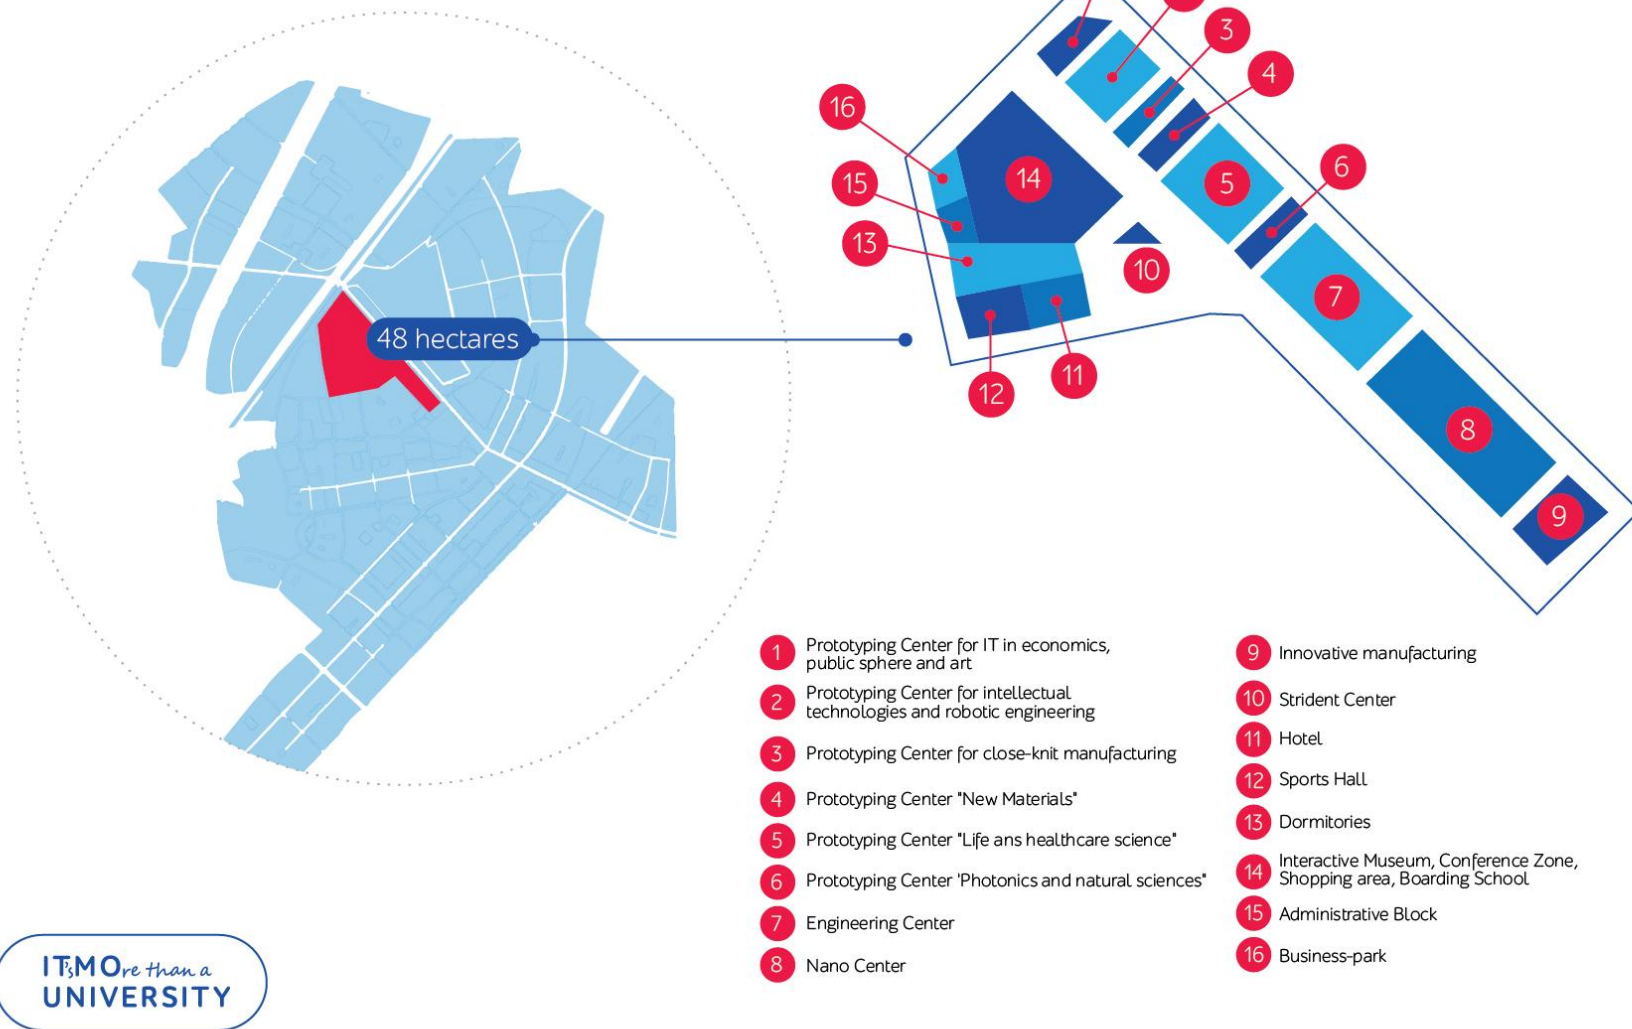 3
4
16
6
15
14
5
13
10
7
48 hectares
12
11
8
9
1 Prototyping Center for IT in economics,
public sphere and art
2 Prototyping Center for intellectual
technologies and robotic engineering
3 Prototyping Center for close-knit manufacturing
4 Prototyping Center "New Materials"
5 Prototyping Center "Life ans healthcare science"
6 Prototyping Center 'Photonics and natural sciences"
7 Engineering Center
8 Nano Center
9 Innovative manufacturing
10 Strident Center
11 Hotel
12 Sports Hall
13 Dormitories
14 Interactive Museum, Conference Zone,
Shopping area, Boarding School
15 Administrative Block
16 Business-park
IT'sMOre than a
UNIVERSITY